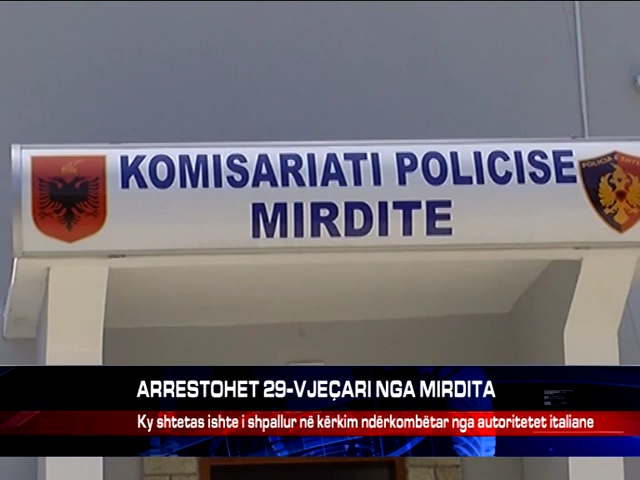 KOMISARIATI POLICISE
MIRDITE
ARRESTOHET 29-VJEÇARI NGA MIRDITA
Ky shtetas ishte i shpallur në kërkim ndërkombëtar nga autoritetet italiane